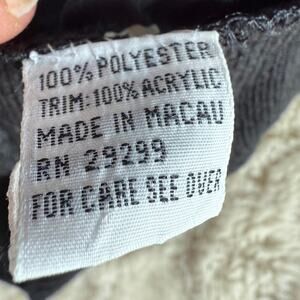 100% POLYESTER
TRIM: 100% ACRYLIC
MADE IN MACAU
RN 29299
FOR CARE SEE OVER